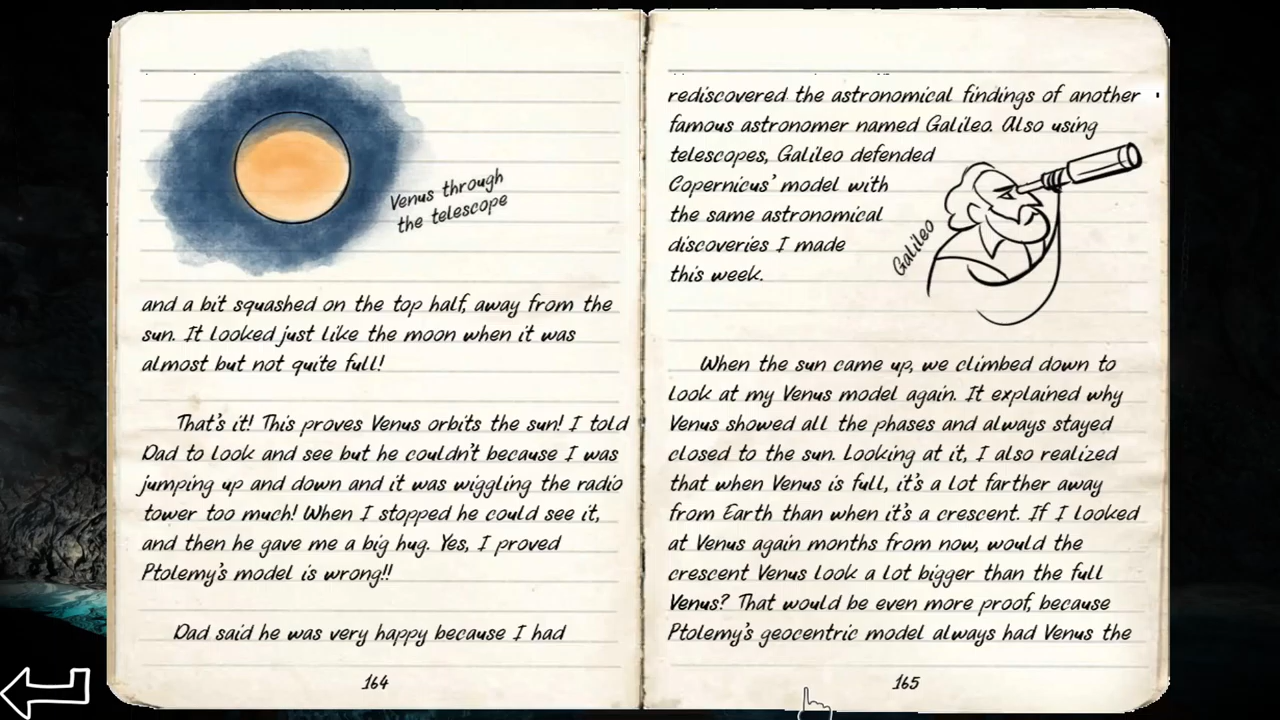 Venus through
the telescope
and a bit squashed on the top half, away from the
sun. It looked just like the moon when it was
almost but not quite full!
That's it! This proves Venus orbits the sun! I told
Dad to look and see but he couldn't because I was
jumping up and down and it was wiggling the radio
tower too much! When I stopped he could see it,
and then he gave me a big hug. Yes, I proved
Ptolemy's model is wrong!!
Dad said he was very happy because I had
164
rediscovered the astronomical findings of another
famous astronomer named Galileo. Also using
telescopes, Galileo defended
Copernicus' model with
the same astronomical
discoveries I made
this week.
Galileo
When the sun came up, we climbed down to
look at my Venus model again. It explained why
Venus showed all the phases and always stayed
closed to the sun. Looking at it, I also realized
that when Venus is full, it's a lot farther away
from Earth than when it's a crescent. If I looked
at Venus again months from now, would the
crescent Venus look a lot bigger than the full
Venus? That would be even more proof, because
Ptolemy's geocentric model always had Venus the
165